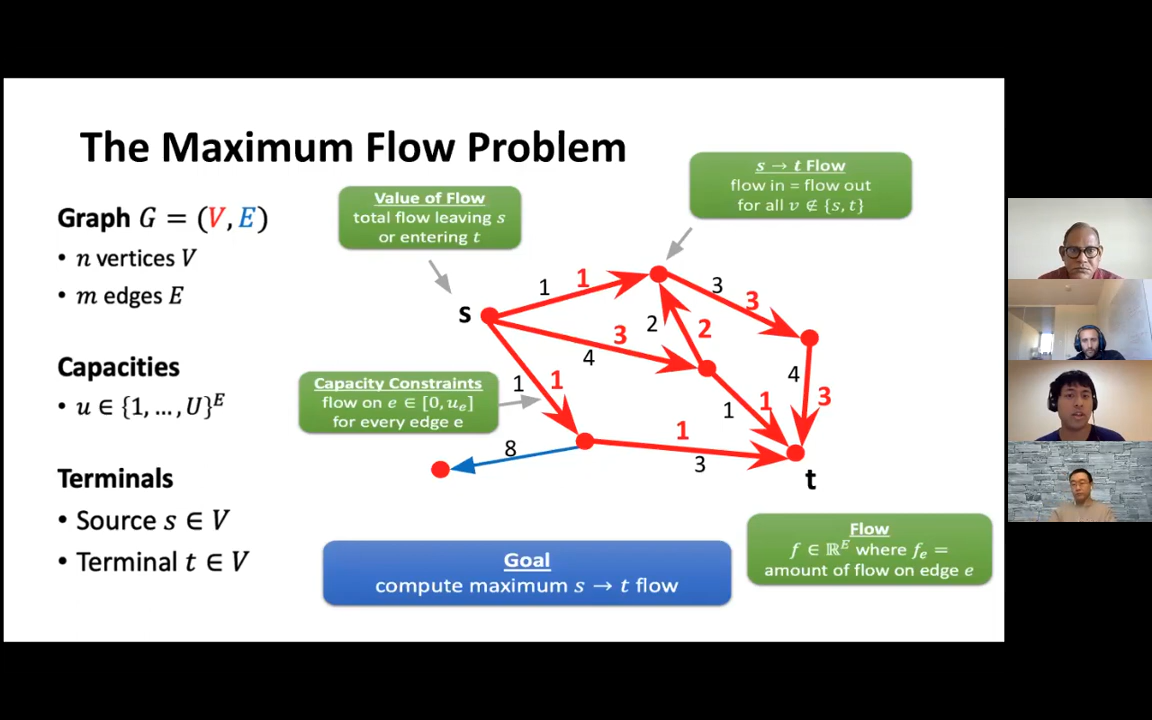 The Maximum Flow Problem
Graph G = (V, E)
• n vertices V
• m edges E
Capacities
• u ∈ {1, …, U}^E
Terminals
• Source s ∈ V
• Terminal t ∈ V
Value of Flow
total flow leaving s
or entering t
s → t Flow
flow in = flow out
for all v ∉ {s, t}
Capacity Constraints
flow on e ∈ [0, u_e]
for every edge e
s
1 1
3
4
1 1
2 2
3 3
4 3
1 1
1
3
8
t
Goal
compute maximum s → t flow
Flow
f ∈ ℝ^E where f_e =
amount of flow on edge e